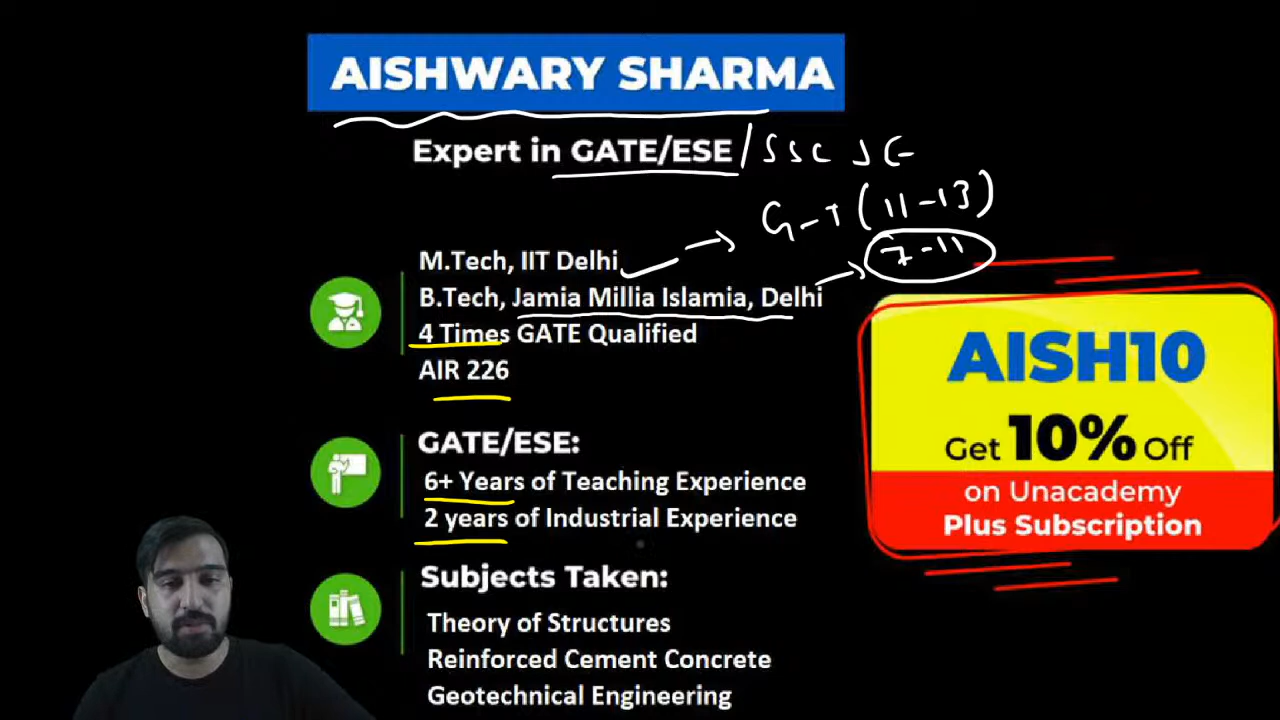 AISHWARY SHARMA
Expert in GATE/ESE / SSC JE
G-T (11-13)
M.Tech, IIT Delhi
7-11
B.Tech, Jamia Millia Islamia, Delhi
4 Times GATE Qualified
AIR 226
GATE/ESE:
6+ Years of Teaching Experience
2 years of Industrial Experience
Subjects Taken:
Theory of Structures
Reinforced Cement Concrete
Geotechnical Engineering
AISH10
Get 10% Off
on Unacademy
Plus Subscription